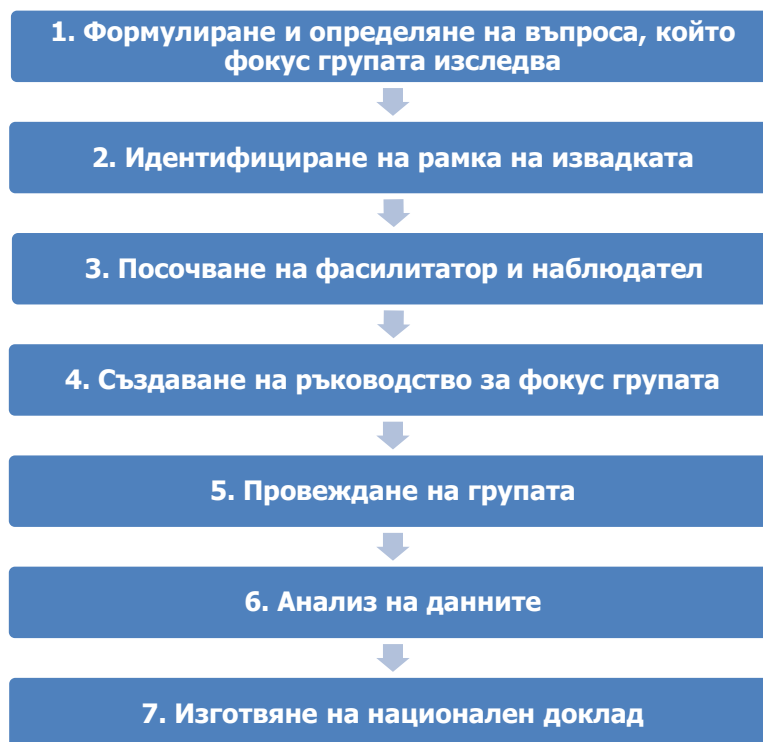 1. Формулиране и определяне на въпроса, който
фокус групата изследва
2. Идентифициране на рамка на извадката
3. Посочване на фасилитатор и наблюдател
4. Създаване на ръководство за фокус групата
5. Провеждане на групата
6. Анализ на данните
7. Изготвяне на национален доклад